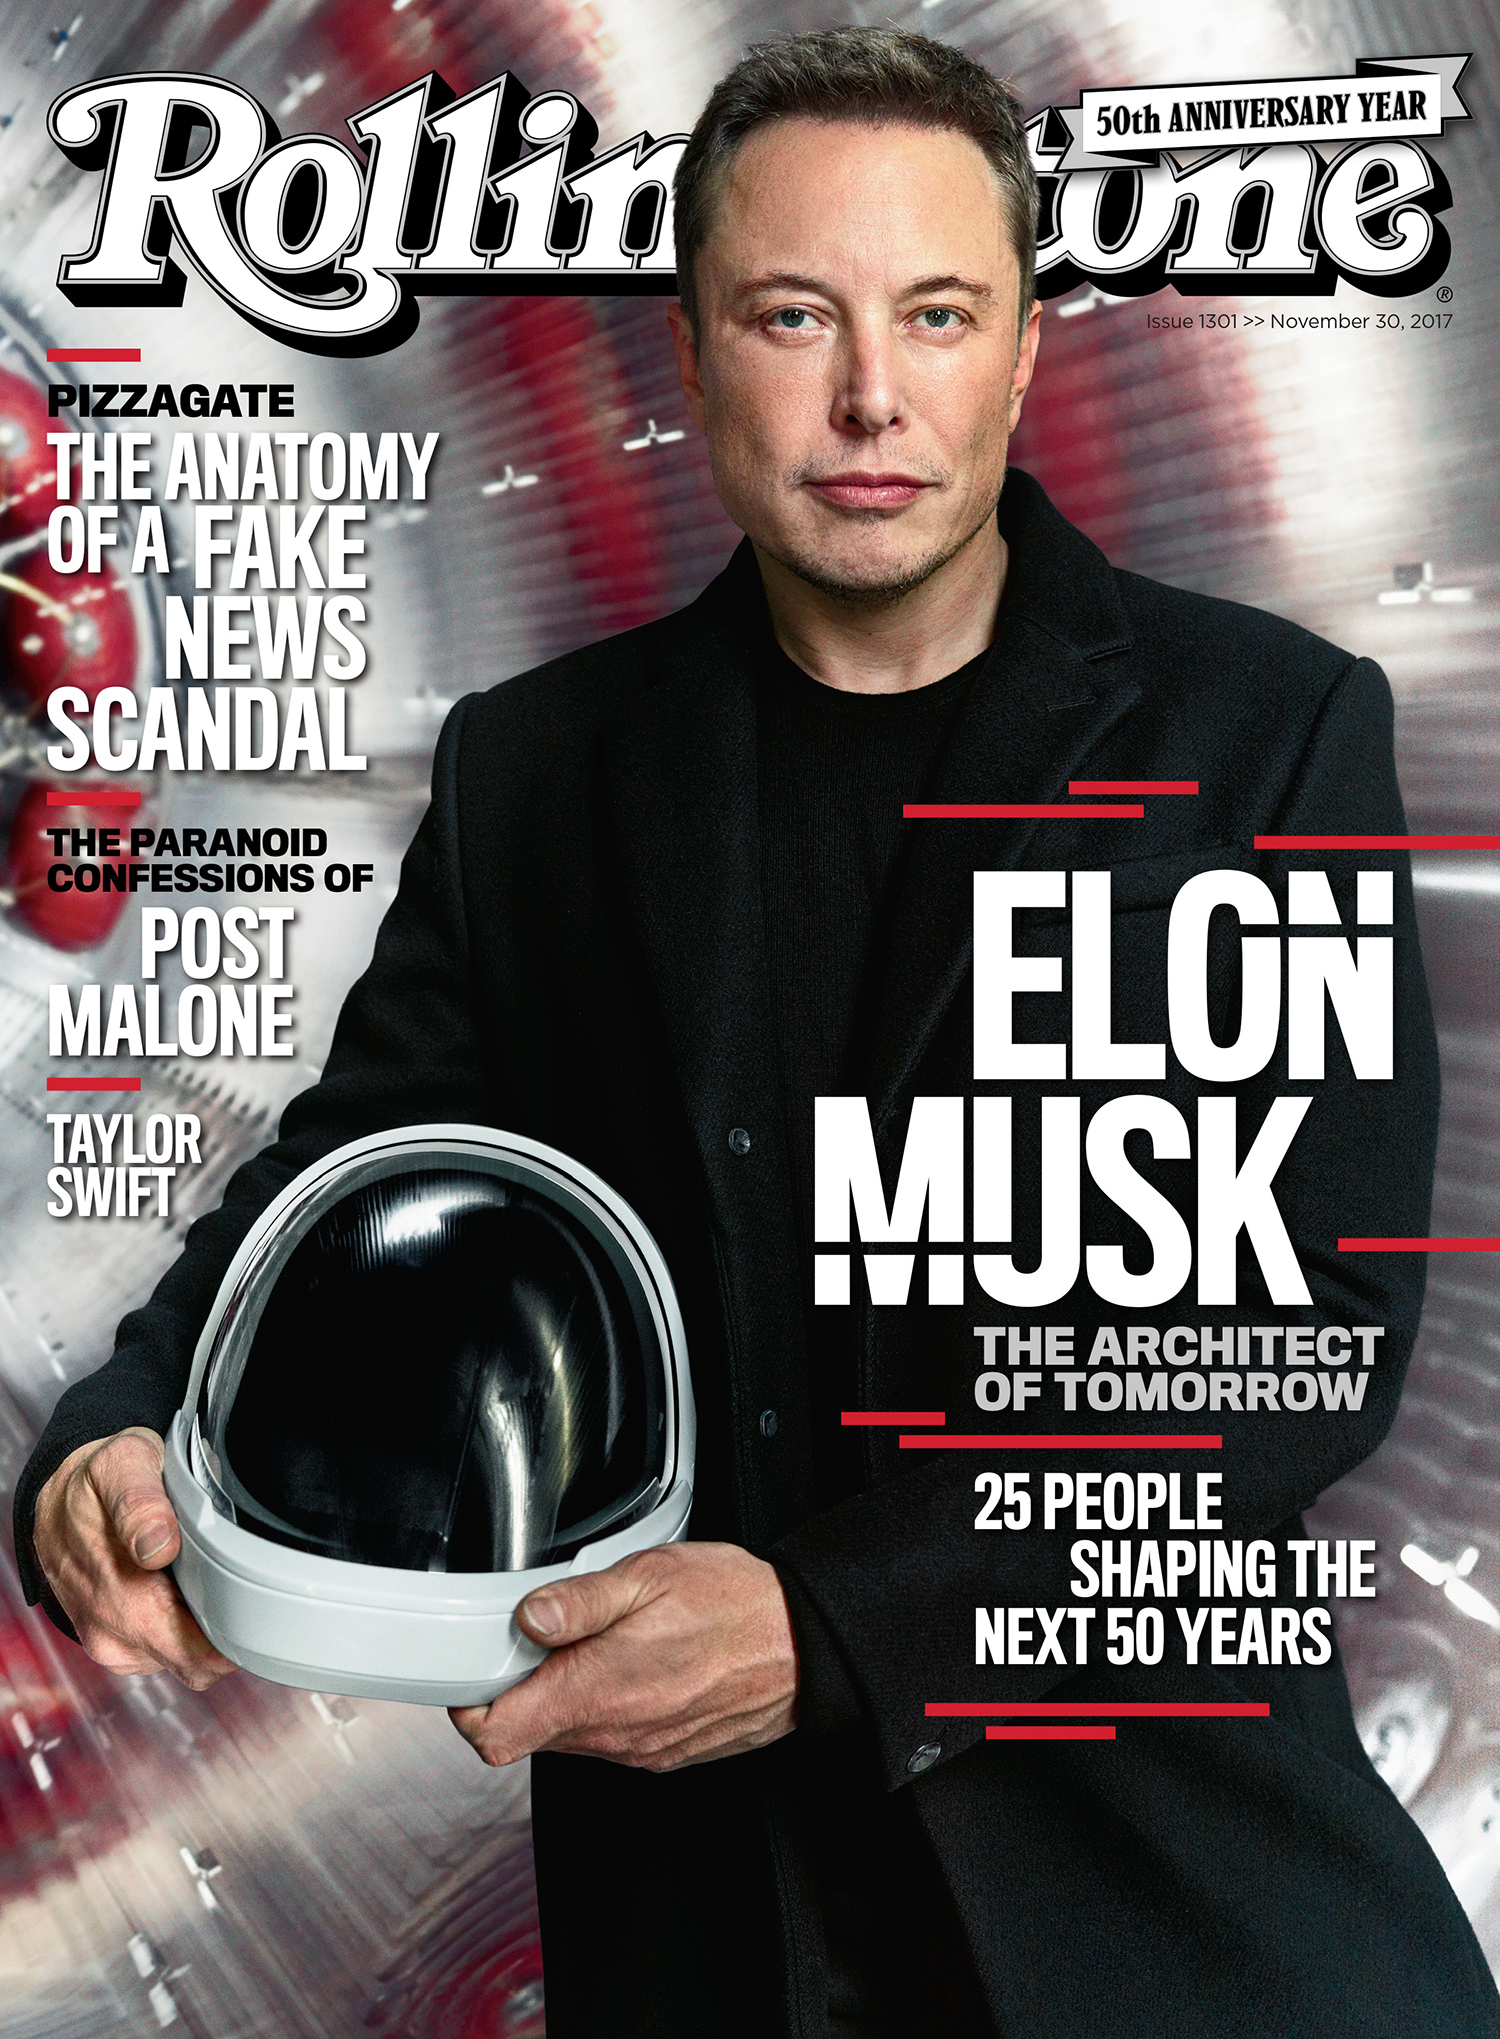 Rolling Stone
50th ANNIVERSARY YEAR
®
Issue 1301 >> November 30, 2017
PIZZAGATE
THE ANATOMY
OF A FAKE
NEWS
SCANDAL
THE PARANOID
CONFESSIONS OF
POST
MALONE
TAYLOR
SWIFT
ELON
MUSK
THE ARCHITECT
OF TOMORROW
25 PEOPLE
SHAPING THE
NEXT 50 YEARS